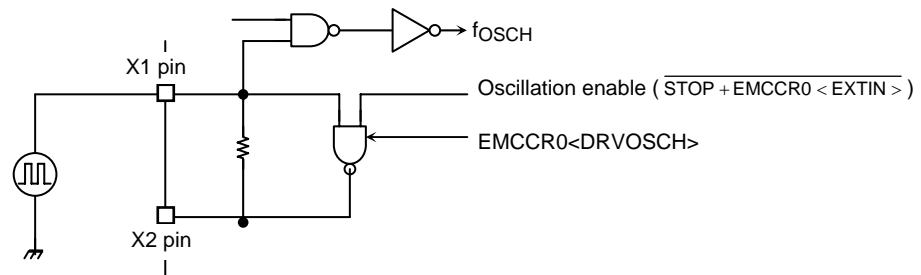 fOSCH
X1 pin
Oscillation enable ( STOP + EMCCR0 < EXTIN > )
EMCCR0<DRVOSCH>
X2 pin